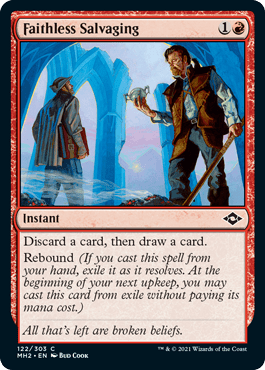 Faithless Salvaging 1
Instant
Discard a card, then draw a card.
Rebound (If you cast this spell from
your hand, exile it as it resolves. At the
beginning of your next upkeep, you may
cast this card from exile without paying its
mana cost.)
All that's left are broken beliefs.
122/303 C
MH2 • EN Bud Cook ™ & © 2021 Wizards of the Coast